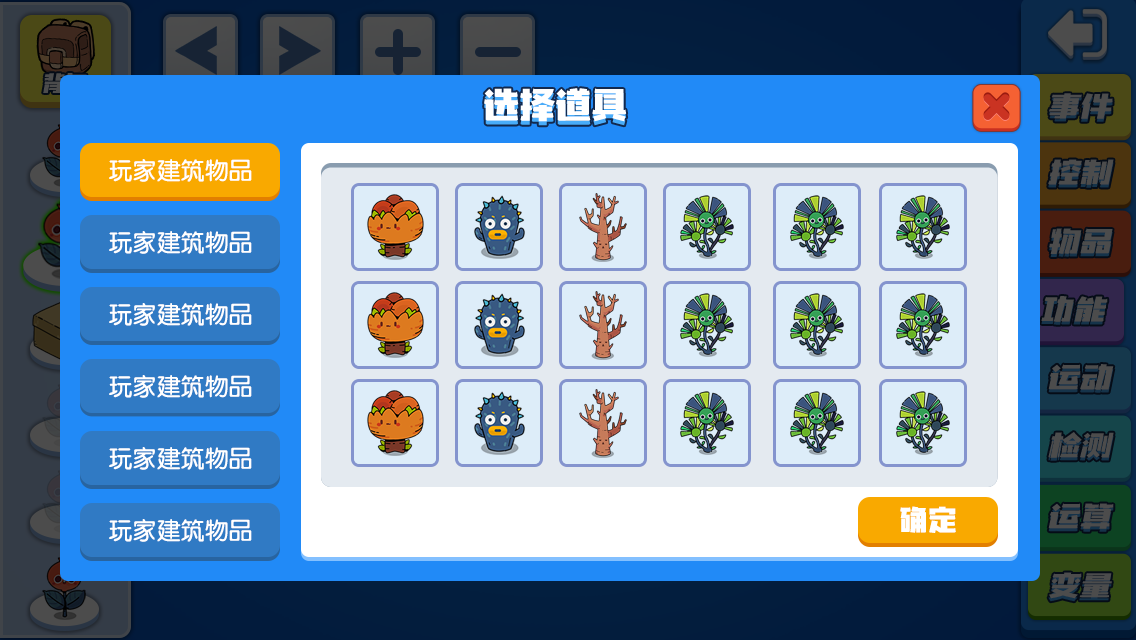 选择道具
玩家建筑物品
玩家建筑物品
玩家建筑物品
玩家建筑物品
玩家建筑物品
玩家建筑物品
确定
事件
控制
物品
功能
运动
检测
运算
变量